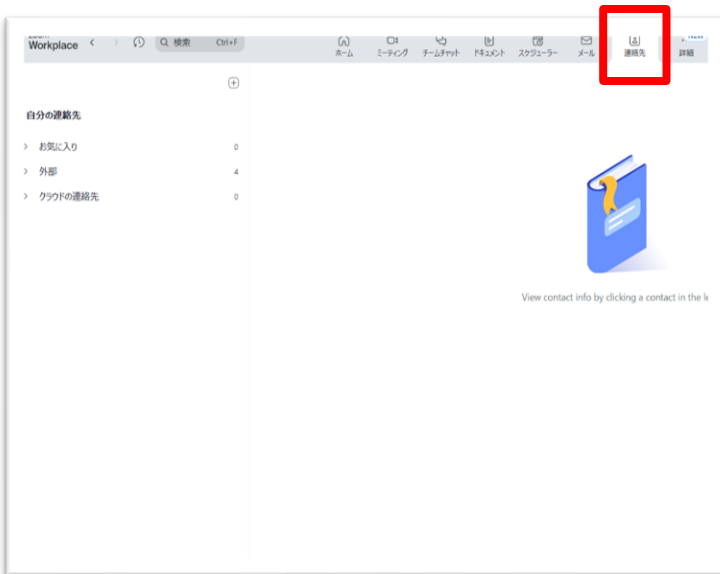 Workplace
検索 Ctrl+F
ホーム ミーティング チームチャット ドキュメント スケジューラー メール 連絡先 詳細
自分の連絡先
お気に入り 0
外部 4
クラウドの連絡先 0
View contact info by clicking a contact in the